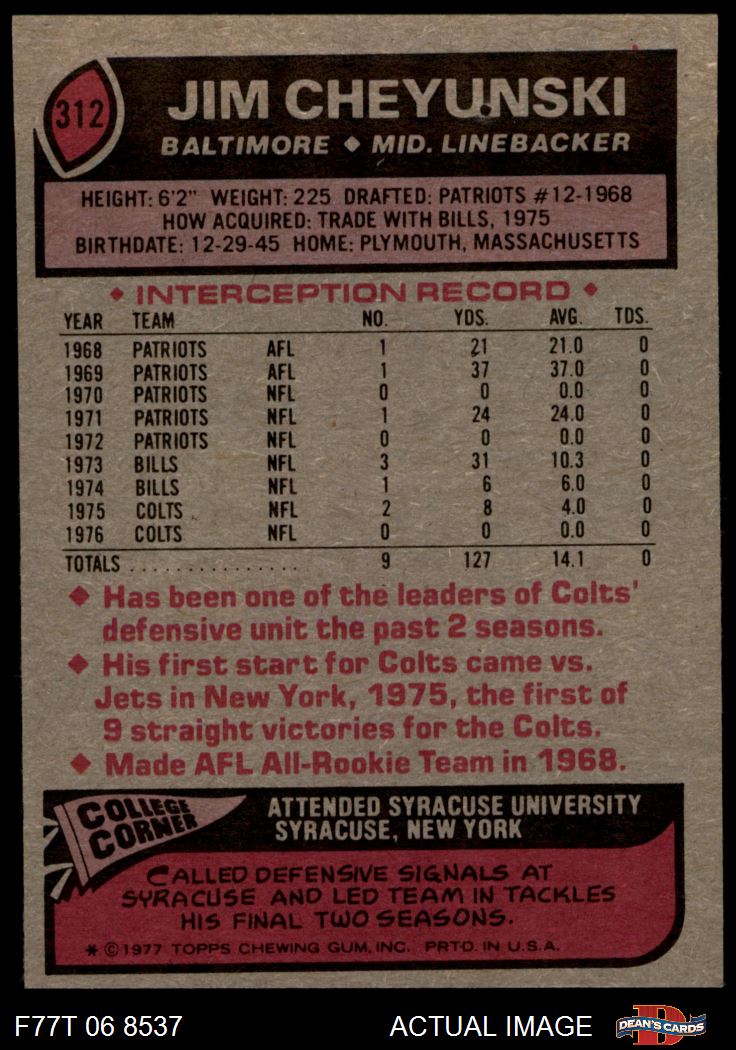 312
JIM CHEYUNSKI
BALTIMORE ◆ MID. LINEBACKER
HEIGHT: 6'2" WEIGHT: 225 DRAFTED: PATRIOTS #12-1968
HOW ACQUIRED: TRADE WITH BILLS, 1975
BIRTHDATE: 12-29-45 HOME: PLYMOUTH, MASSACHUSETTS
◆ INTERCEPTION RECORD ◆
YEAR TEAM NO. YDS. AVG. TDS.
1968 PATRIOTS AFL 1 21 21.0 0
1969 PATRIOTS AFL 1 37 37.0 0
1970 PATRIOTS NFL 0 0 0.0 0
1971 PATRIOTS NFL 1 24 24.0 0
1972 PATRIOTS NFL 0 0 0.0 0
1973 BILLS NFL 3 31 10.3 0
1974 BILLS NFL 1 6 6.0 0
1975 COLTS NFL 2 8 4.0 0
1976 COLTS NFL 0 0 0.0 0
TOTALS ............... 9 127 14.1 0
◆ Has been one of the leaders of Colts'
defensive unit the past 2 seasons.
◆ His first start for Colts came vs.
Jets in New York, 1975, the first of
9 straight victories for the Colts.
◆ Made AFL All-Rookie Team in 1968.
COLLEGE
CORNER
ATTENDED SYRACUSE UNIVERSITY
SYRACUSE, NEW YORK
CALLED DEFENSIVE SIGNALS AT
SYRACUSE AND LED TEAM IN TACKLES
HIS FINAL TWO SEASONS.
* ©1977 TOPPS CHEWING GUM, INC. PRTD. IN U.S.A.
F77T 06 8537 ACTUAL IMAGE
D
DEAN'S CARDS